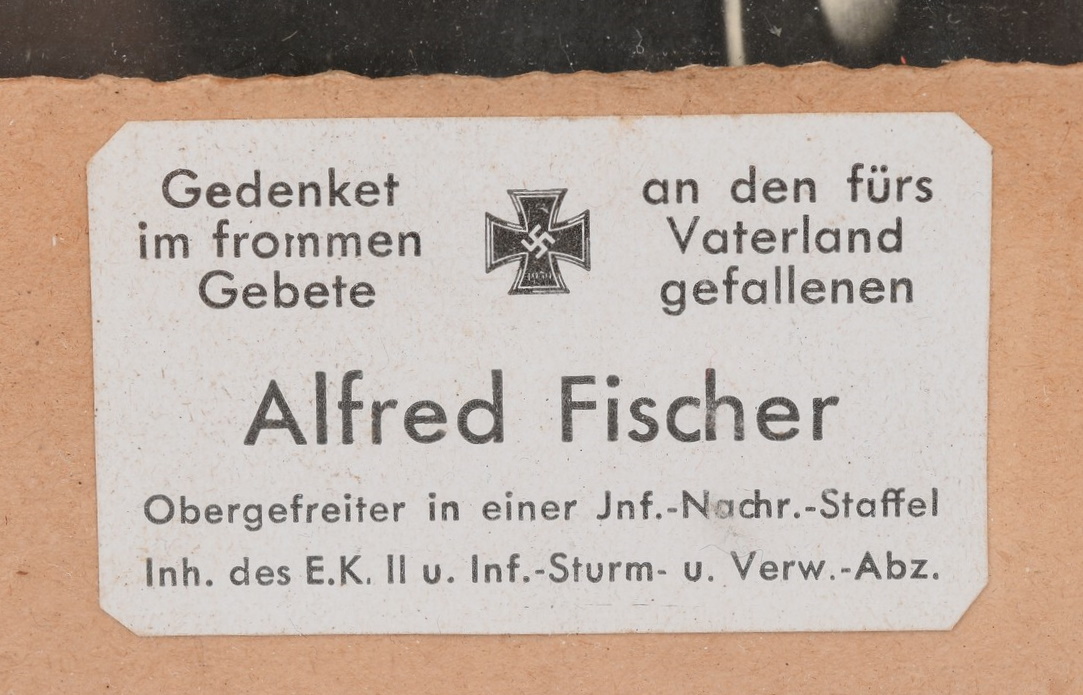 Gedenket
im frommen
Gebete
an den fürs
Vaterland
gefallenen
1939
Alfred Fischer
Obergefreiter in einer Jnf.-Nachr.-Staffel
Inh. des E.K. II u. Inf.-Sturm- u. Verw.-Abz.